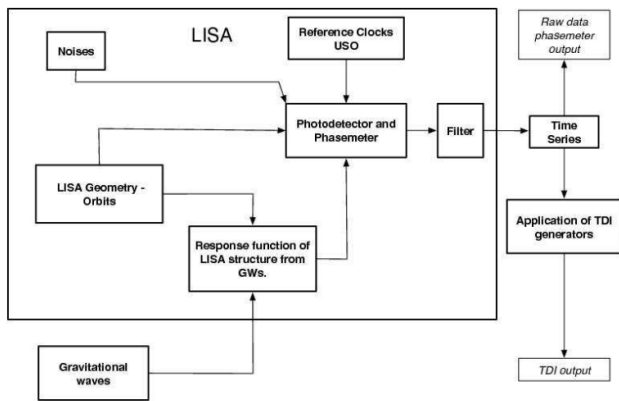 LISA
Noises
Reference Clocks
USO
Raw data
phasemeter
output
Photodetector and
Phasemeter
Filter
Time
Series
LISA Geometry -
Orbits
Response function of
LISA structure from
GWs.
Application of TDI
generators
Gravitational
waves
TDI output